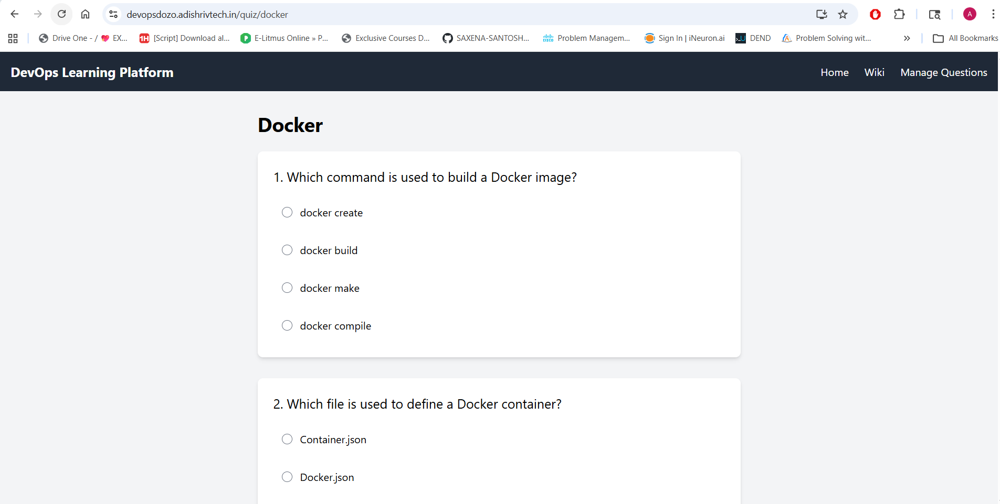 devopsdozo.adishrivtech.in/quiz/docker
A
Drive One - / 💖 EX...
1H
[Script] Download al...
E-Litmus Online » P...
Exclusive Courses D...
SAXENA-SANTOSH...
CISCO
Problem Managem...
Sign In | iNeuron.ai
DEND
Problem Solving wit...
All Bookmarks
DevOps Learning Platform
Home
Wiki
Manage Questions
Docker
1. Which command is used to build a Docker image?
docker create
docker build
docker make
docker compile
2. Which file is used to define a Docker container?
Container.json
Docker.json